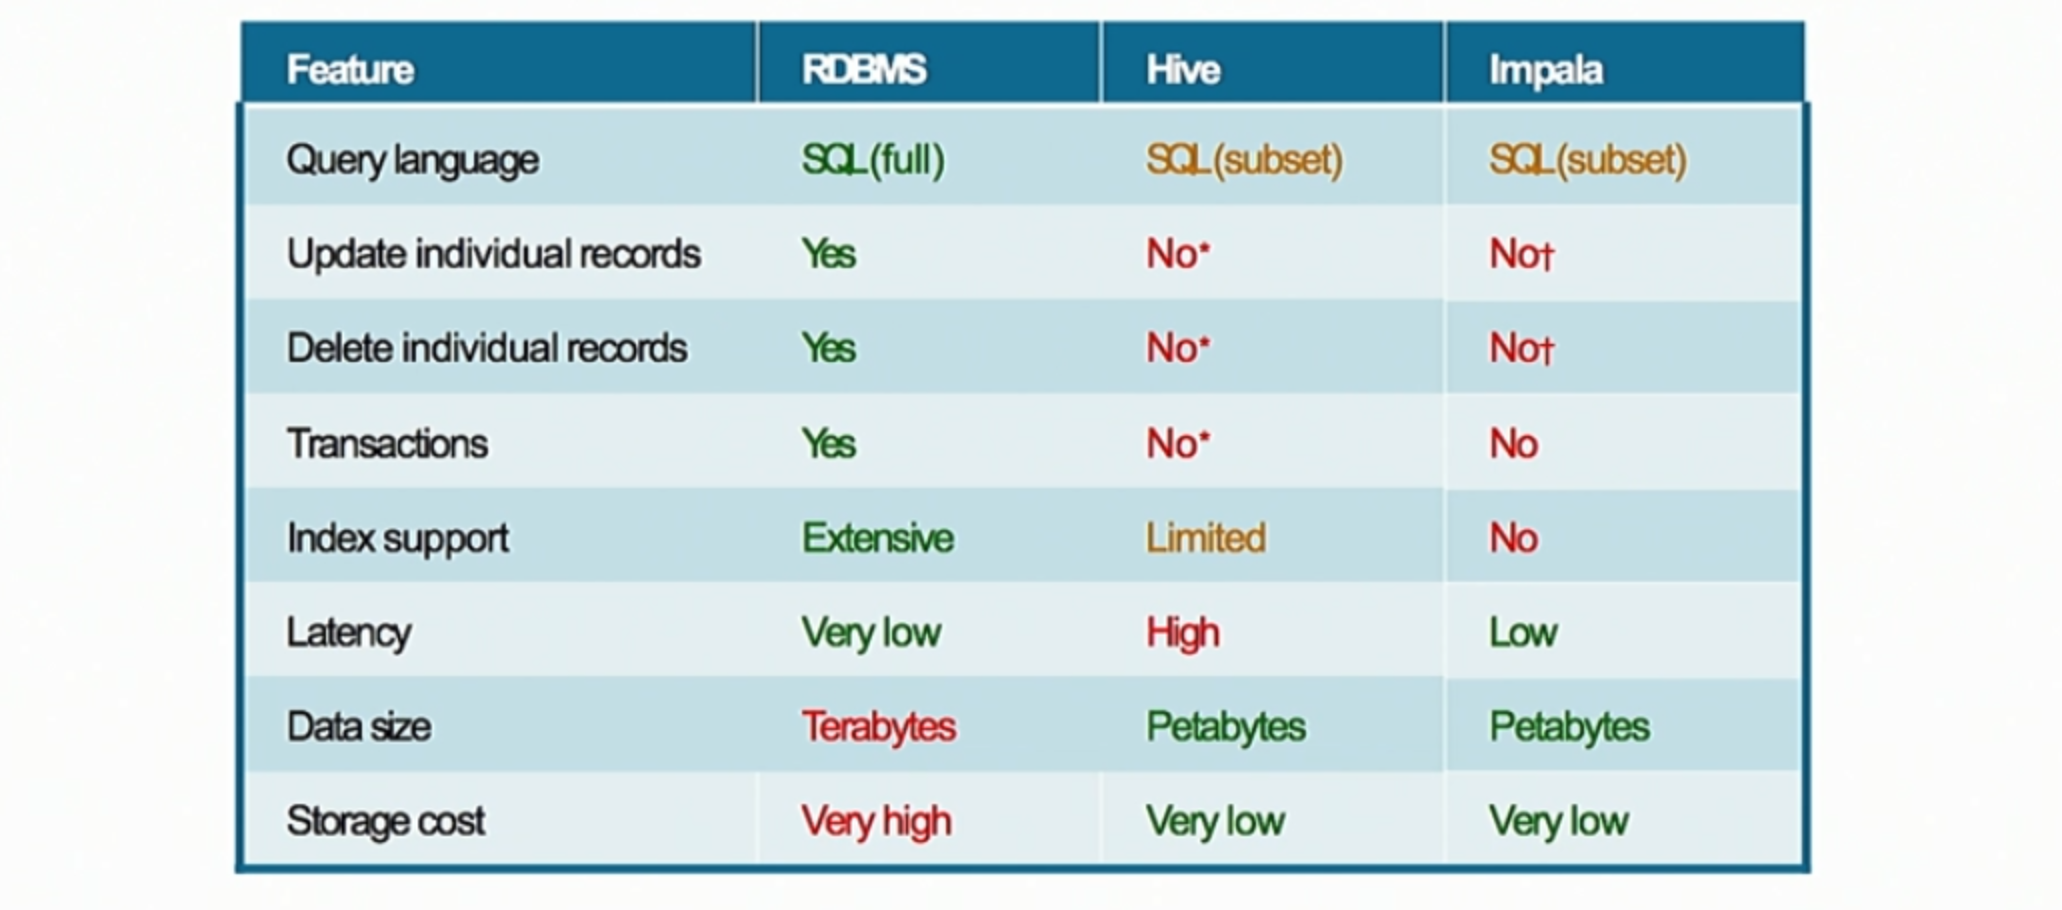 Feature RDBMS Hive Impala
Query language SQL (full) SQL (subset) SQL (subset)
Update individual records Yes No* No†
Delete individual records Yes No* No†
Transactions Yes No* No
Index support Extensive Limited No
Latency Very low High Low
Data size Terabytes Petabytes Petabytes
Storage cost Very high Very low Very low